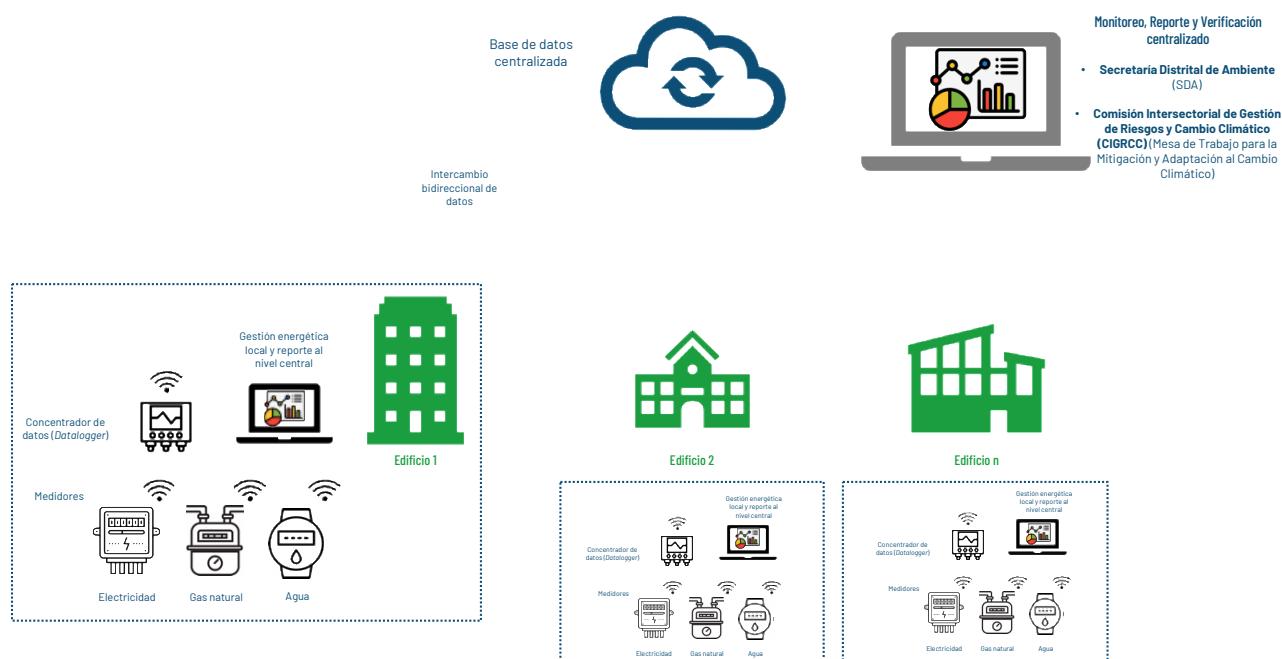 Base de datos
centralizada
Monitoreo, Reporte y Verificación
centralizado
• Secretaría Distrital de Ambiente
(SDA)
• Comisión Intersectorial de Gestión
de Riesgos y Cambio Climático
(CIGRCC) (Mesa de Trabajo para la
Mitigación y Adaptación al Cambio
Climático)
Intercambio
bidireccional de
datos
Gestión energética
local y reporte al
nivel central
Concentrador de
datos (Datalogger)
Edificio 1
Medidores
Electricidad
Gas natural
Agua
Edificio 2
Gestión energética
local y reporte al
nivel central
Concentrador de
datos (Datalogger)
Medidores
Electricidad
Gas natural
Agua
Edificio n
Gestión energética
local y reporte al
nivel central
Concentrador de
datos (Datalogger)
Medidores
Electricidad
Gas natural
Agua